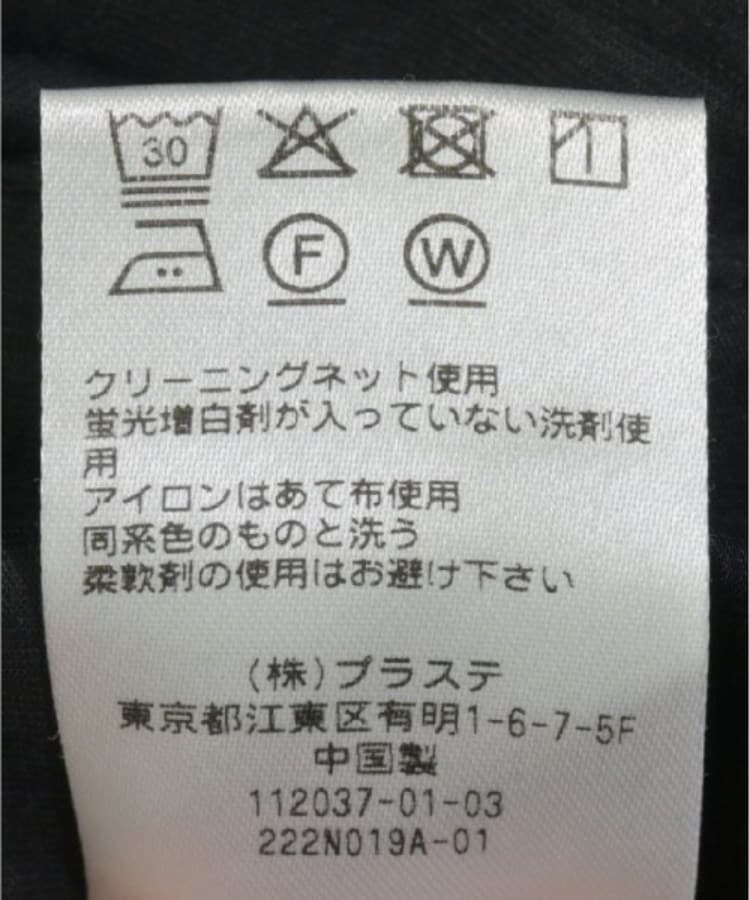 30
F W
クリーニングネット使用
蛍光増白剤が入っていない洗剤使
用
アイロンはあて布使用
同系色のものと洗う
柔軟剤の使用はお避け下さい
(株)プラステ
東京都江東区有明1-6-7-5F
中国製
112037-01-03
222N019A-01